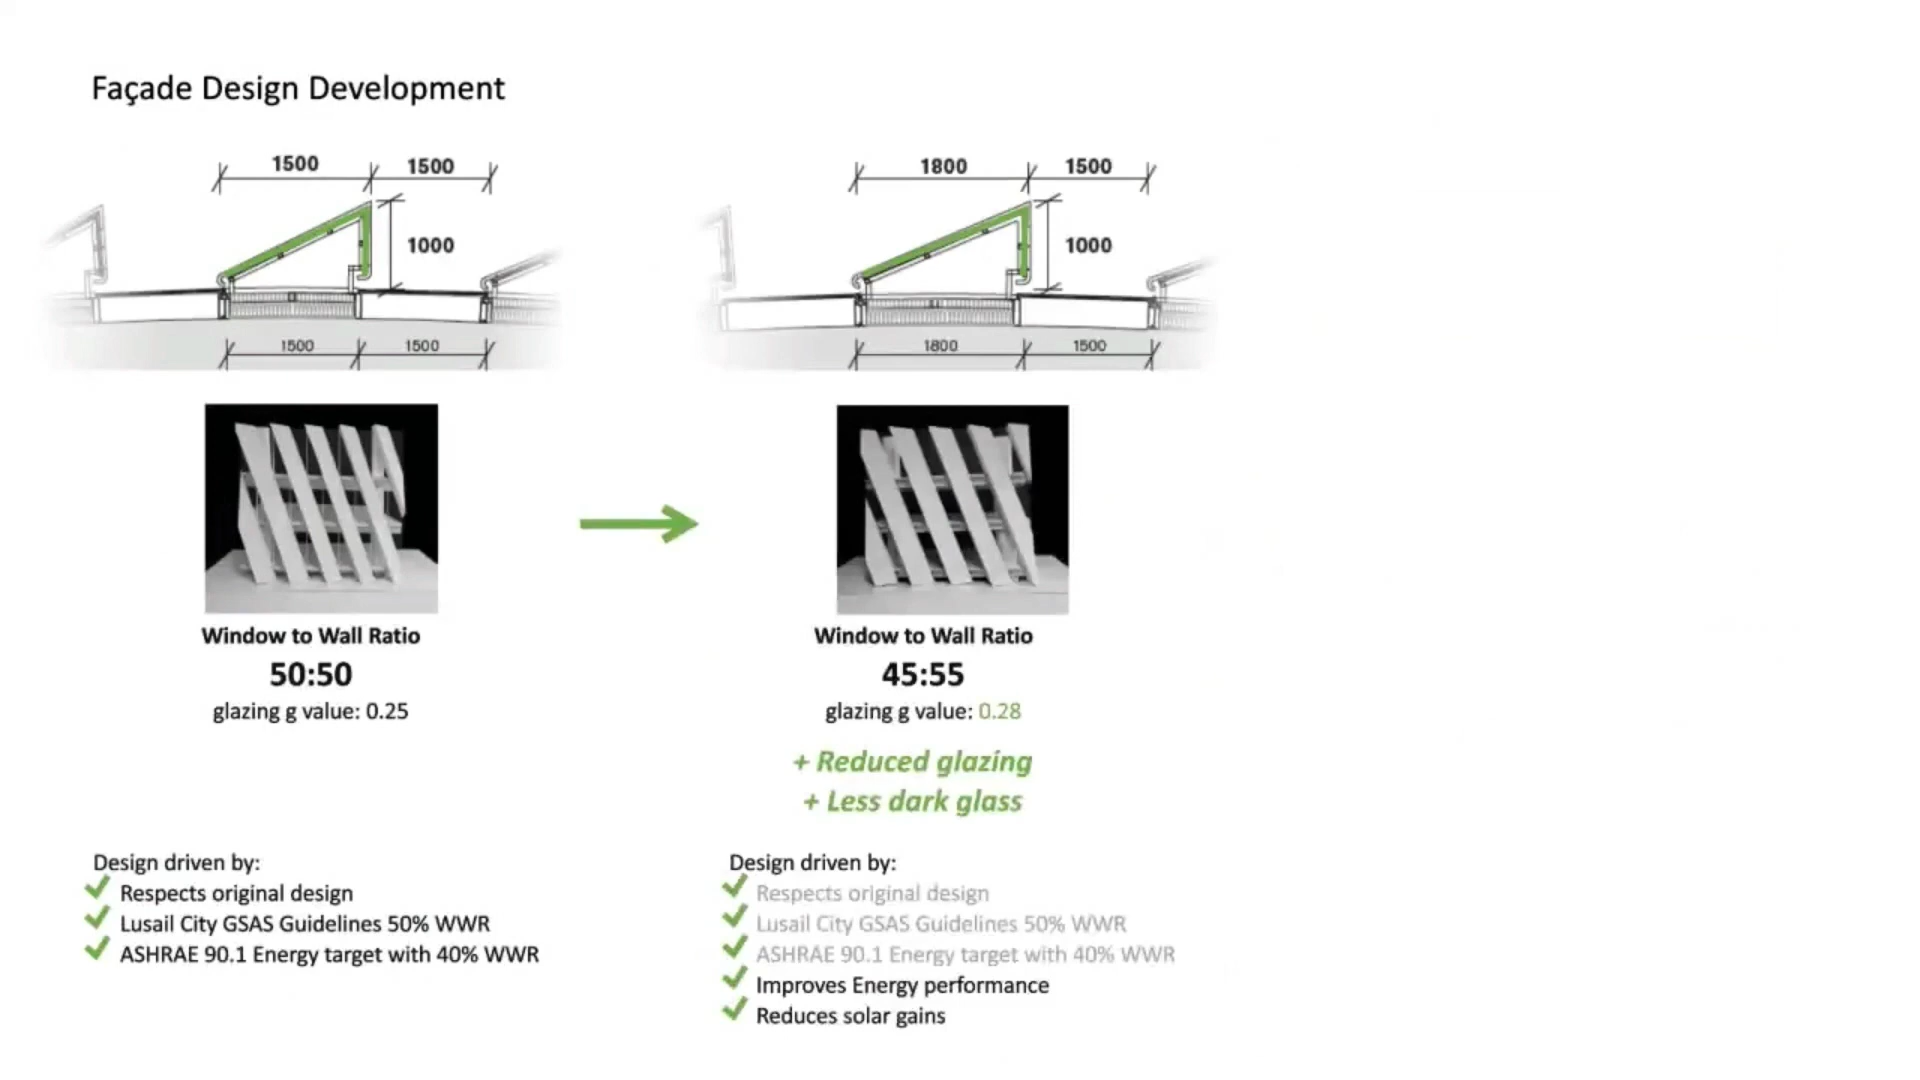 Façade Design Development
1500
1500
1000
1500
1500
1800
1500
1000
1800
1500
Window to Wall Ratio
50:50
glazing g value: 0.25
Window to Wall Ratio
45:55
glazing g value: 0.28
+ Reduced glazing
+ Less dark glass
Design driven by:
Respects original design
Lusail City GSAS Guidelines 50% WWR
ASHRAE 90.1 Energy target with 40% WWR
Design driven by:
Respects original design
Lusail City GSAS Guidelines 50% WWR
ASHRAE 90.1 Energy target with 40% WWR
Improves Energy performance
Reduces solar gains